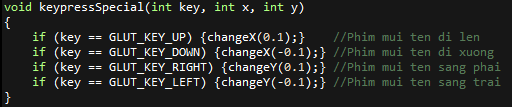 void keypressSpecial(int key, int x, int y)
{
    if (key == GLUT_KEY_UP) {changeX(0.1);}    //Phim mui ten di len
    if (key == GLUT_KEY_DOWN) {changeX(-0.1);} //Phim mui ten di xuong
    if (key == GLUT_KEY_RIGHT) {changeY(0.1);} //Phim mui ten sang phai
    if (key == GLUT_KEY_LEFT) {changeY(-0.1);} //Phim mui ten sang trai
}